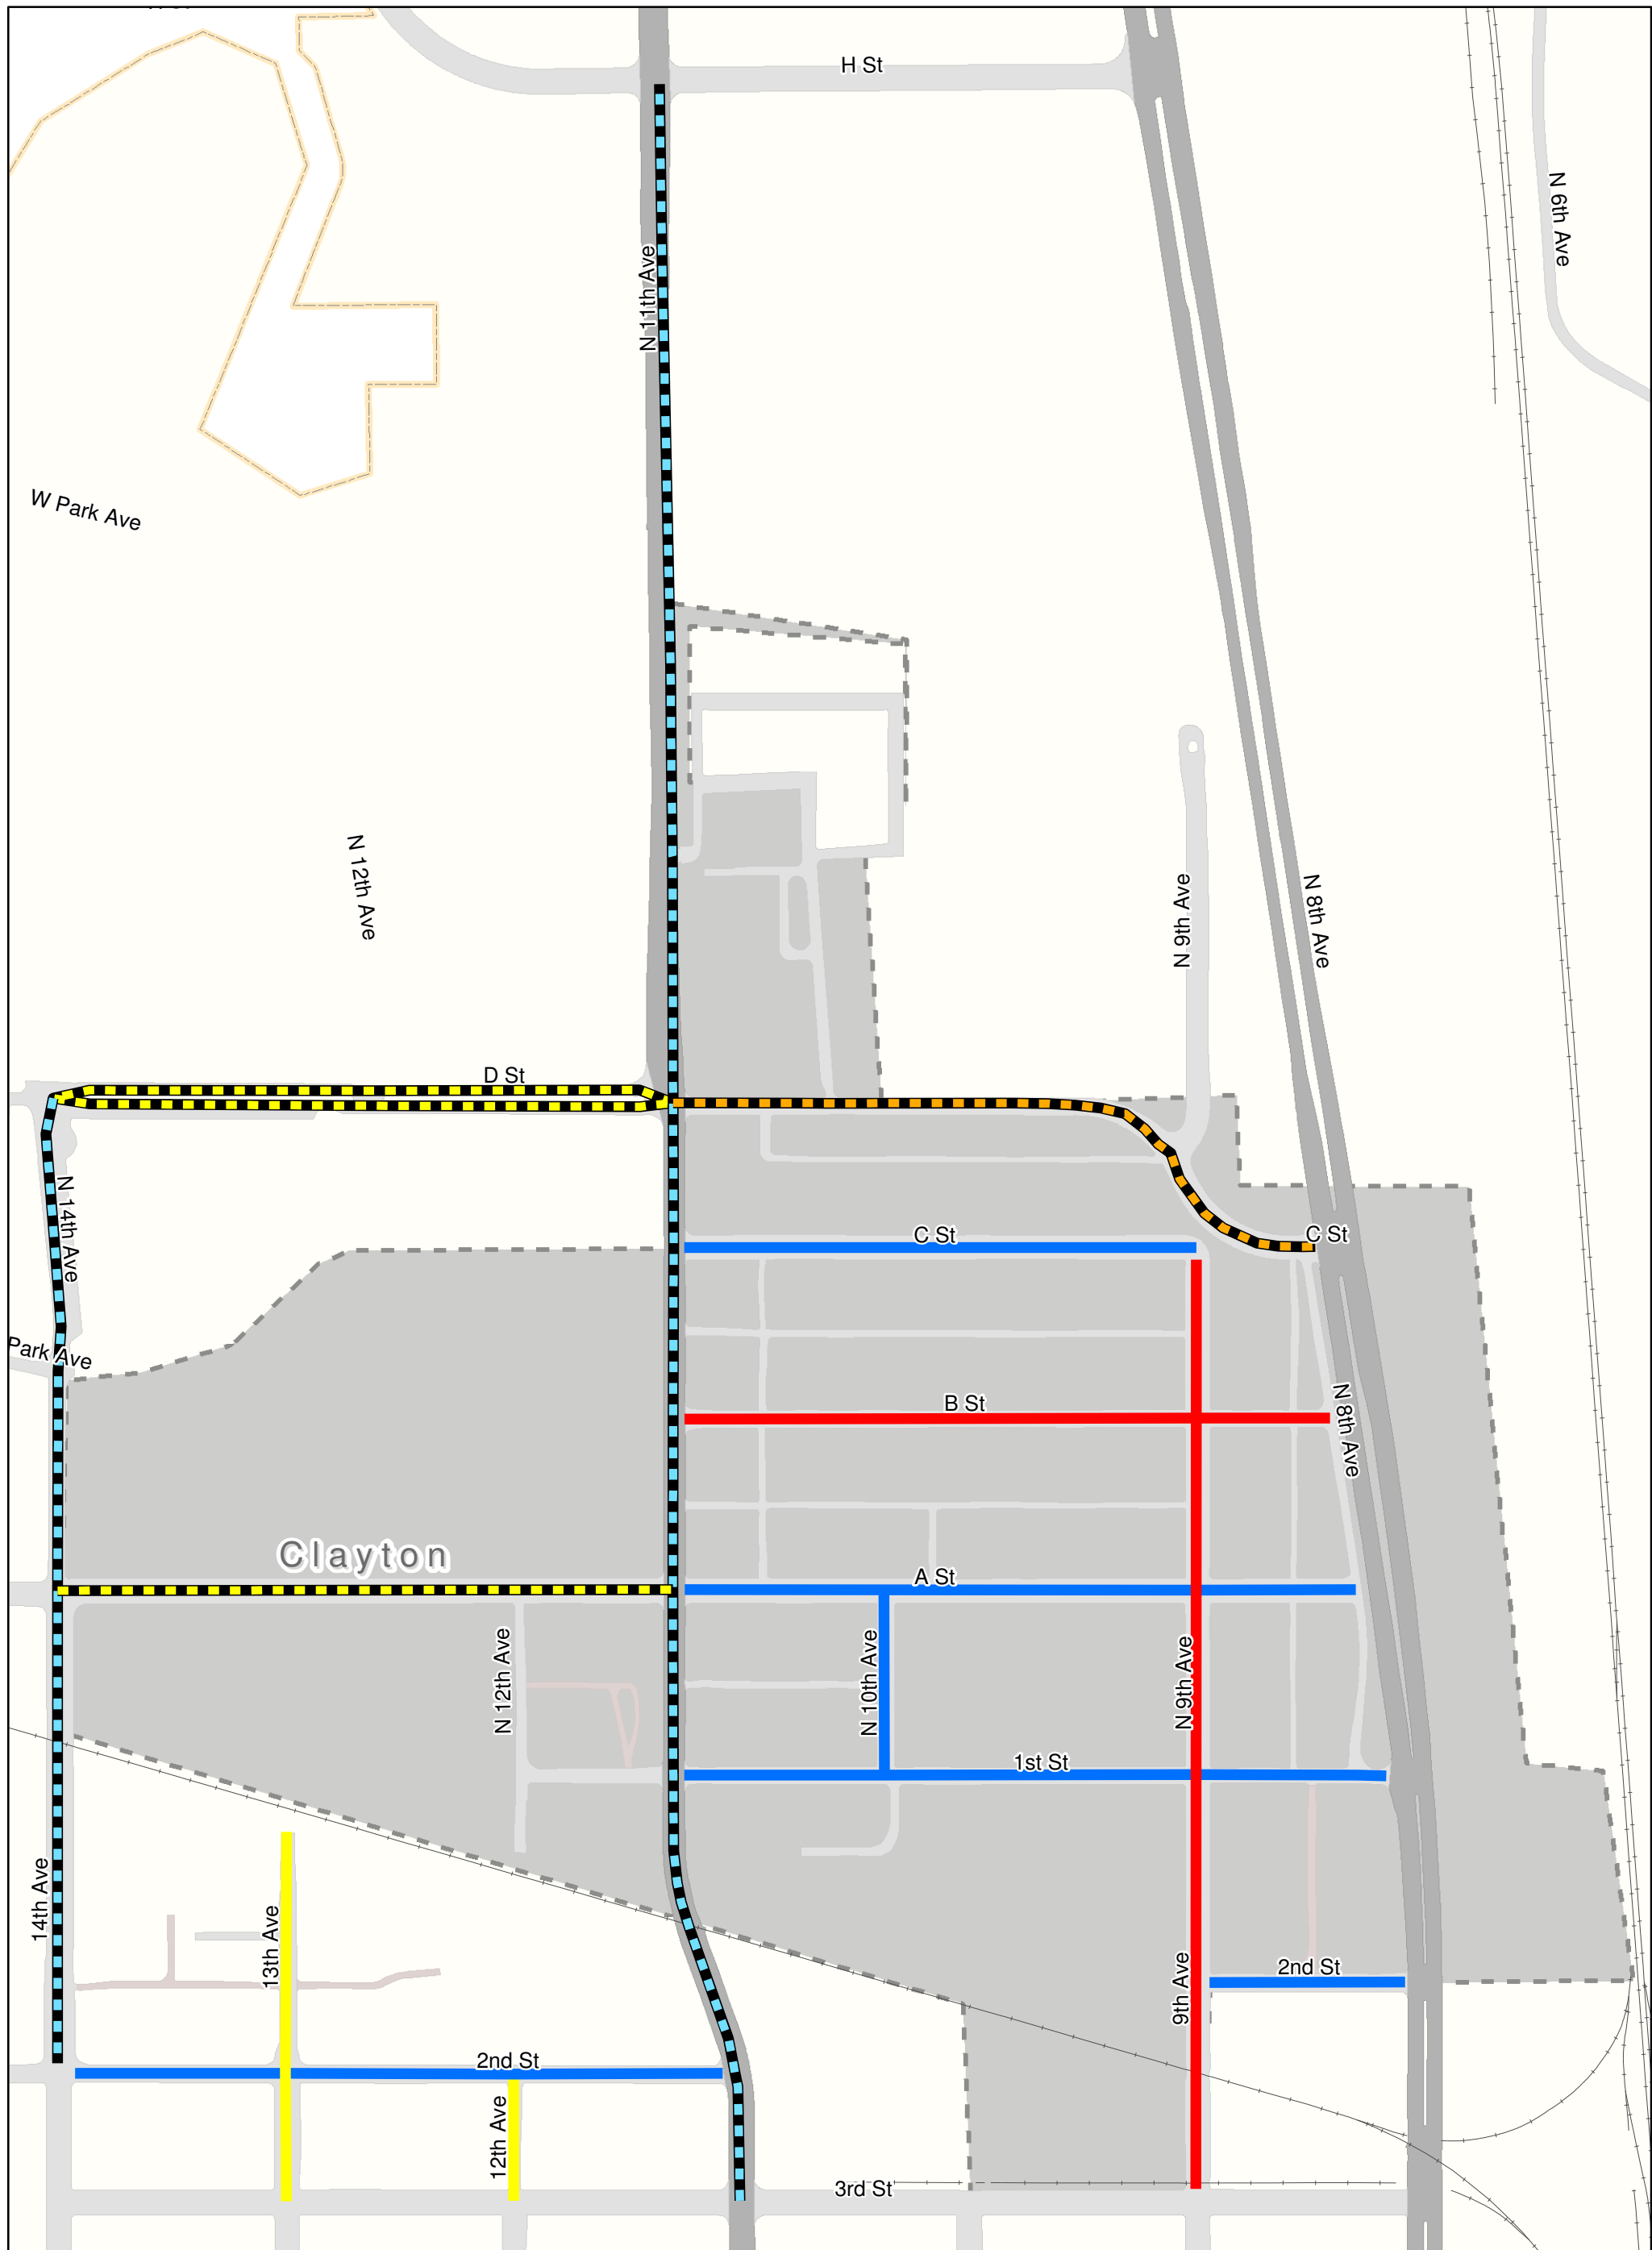 H St
N 6th Ave
N 11th Ave
W Park Ave
N 12th Ave
N 9th Ave
N 8th Ave
D St
N 14th Ave
C St
C St
Park Ave
B St
N 8th Ave
Clayton
A St
N 12th Ave
N 10th Ave
N 9th Ave
1st St
14th Ave
13th Ave
9th Ave
2nd St
2nd St
12th Ave
3rd St